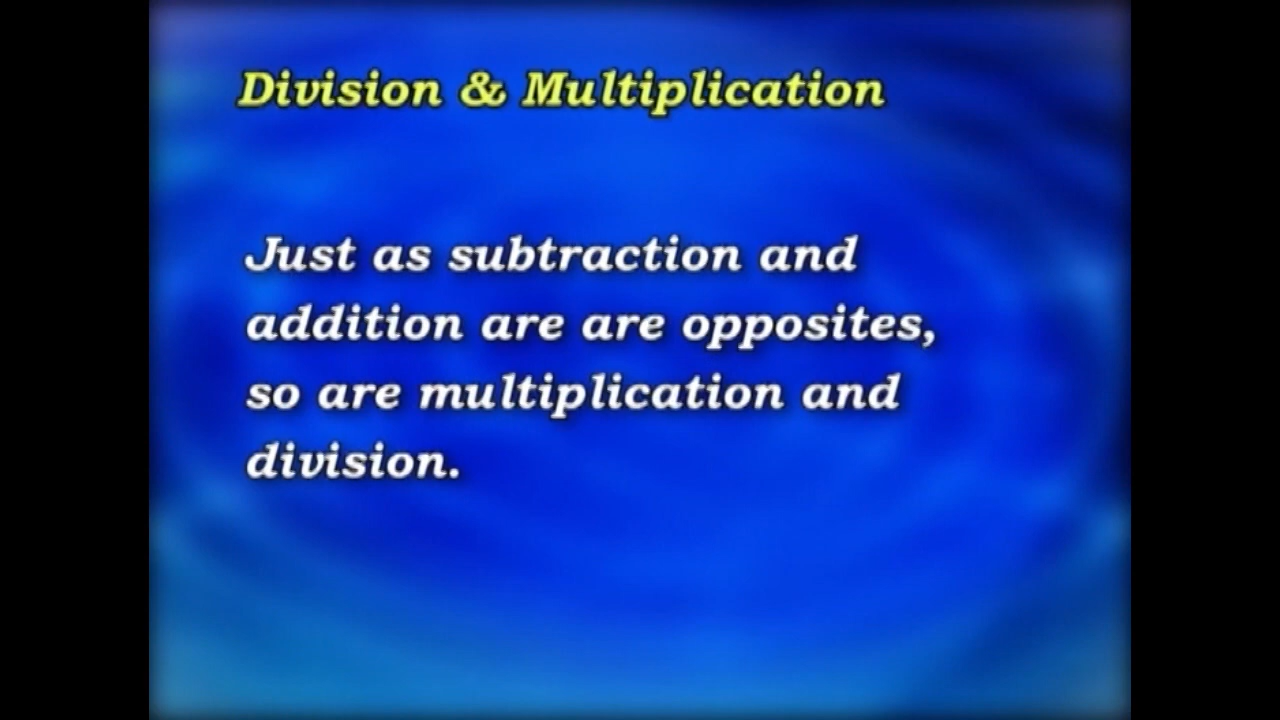 Division & Multiplication
Just as subtraction and
addition are are opposites,
so are multiplication and
division.